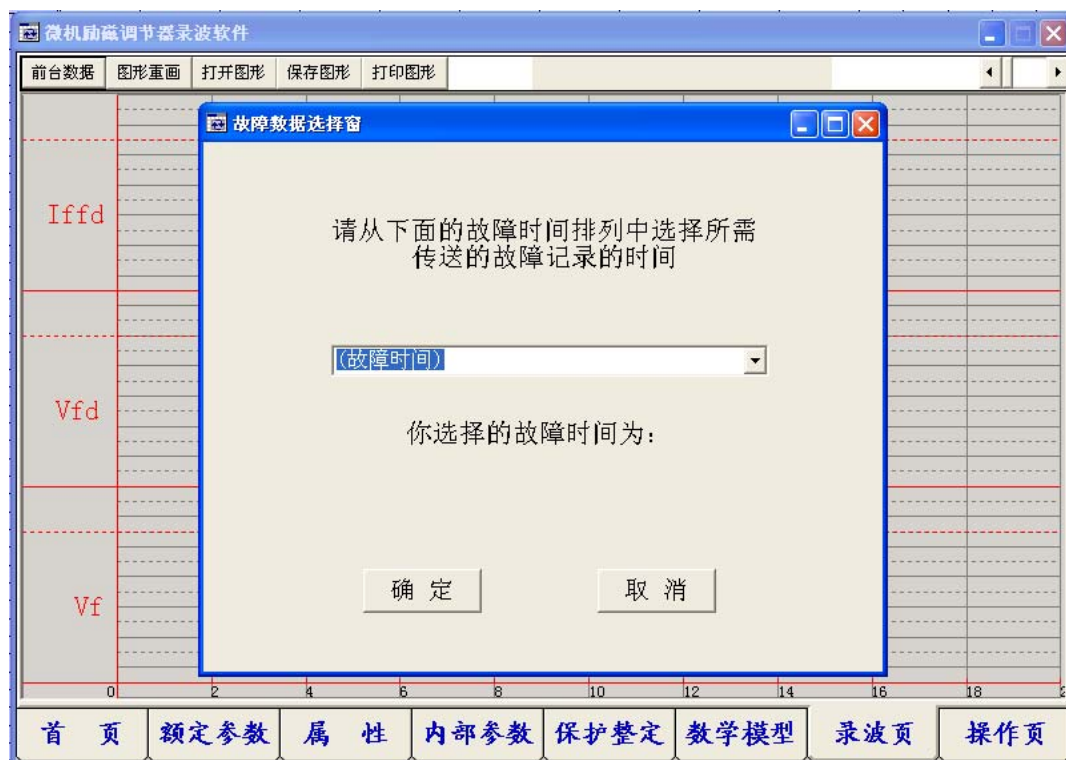 微机励磁调节器录波软件
前台数据 图形重画 打开图形 保存图形 打印图形
故障数据选择窗
Iffd
请从下面的故障时间排列中选择所需
传送的故障记录的时间
(故障时间)
Vfd
你选择的故障时间为:
确 定 取 消
Vf
0 2 4 6 8 10 12 14 16 18 2
首 页 额定参数 属 性 内部参数 保护整定 数学模型 录波页 操作页